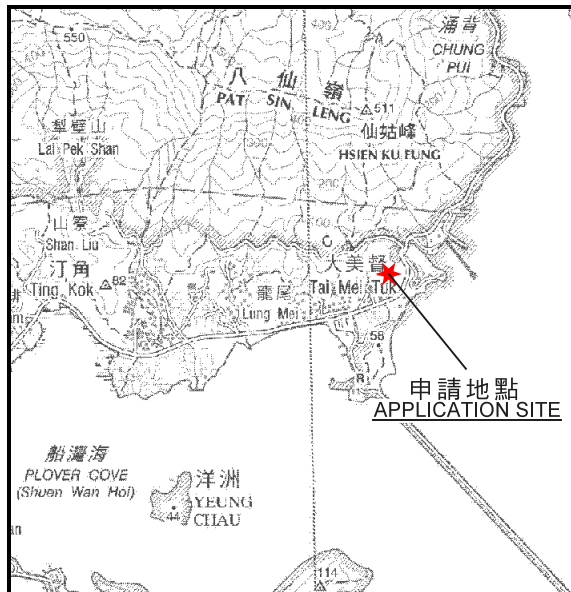 涌背
CHUNG
PUI
550
八仙嶺
PAT SIN LENG
511
仙姑峰
HSIEN KU FUNG
犁壁山
Lai Pek Shan
300
200
山寮
Shan Liu
汀角
Ting Kok
82
C
大美督
Tai Mei Tuk
龍尾
Lung Mei
58
R
申請地點
APPLICATION SITE
船灣海
PLOVER COVE
(Shuen Wan Hoi)
洋洲
YEUNG
CHAU
44
an
114